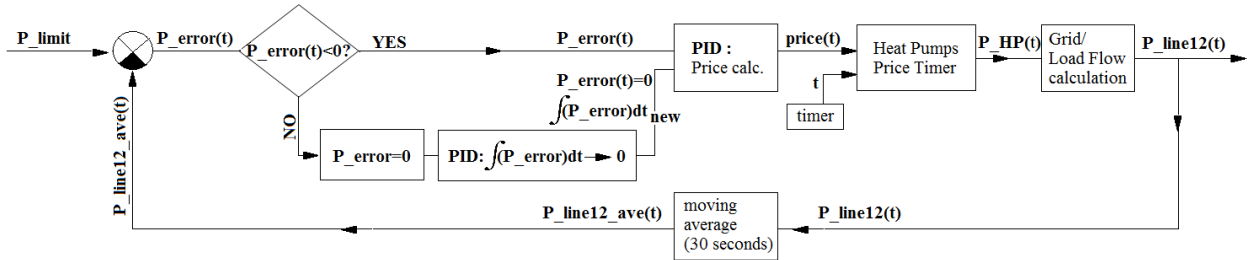 P_limit
P_error(t)
P_error(t)<0?
YES
P_error(t)
PID :
Price calc.
price(t)
Heat Pumps
Price Timer
P_HP(t)
Grid/
Load Flow
calculation
P_line12(t)
P_error(t)=0
∫(P_error)dt
new
t
timer
NO
P_error=0
PID: ∫(P_error)dt → 0
P_line12_ave(t)
P_line12_ave(t)
moving
average
(30 seconds)
P_line12(t)